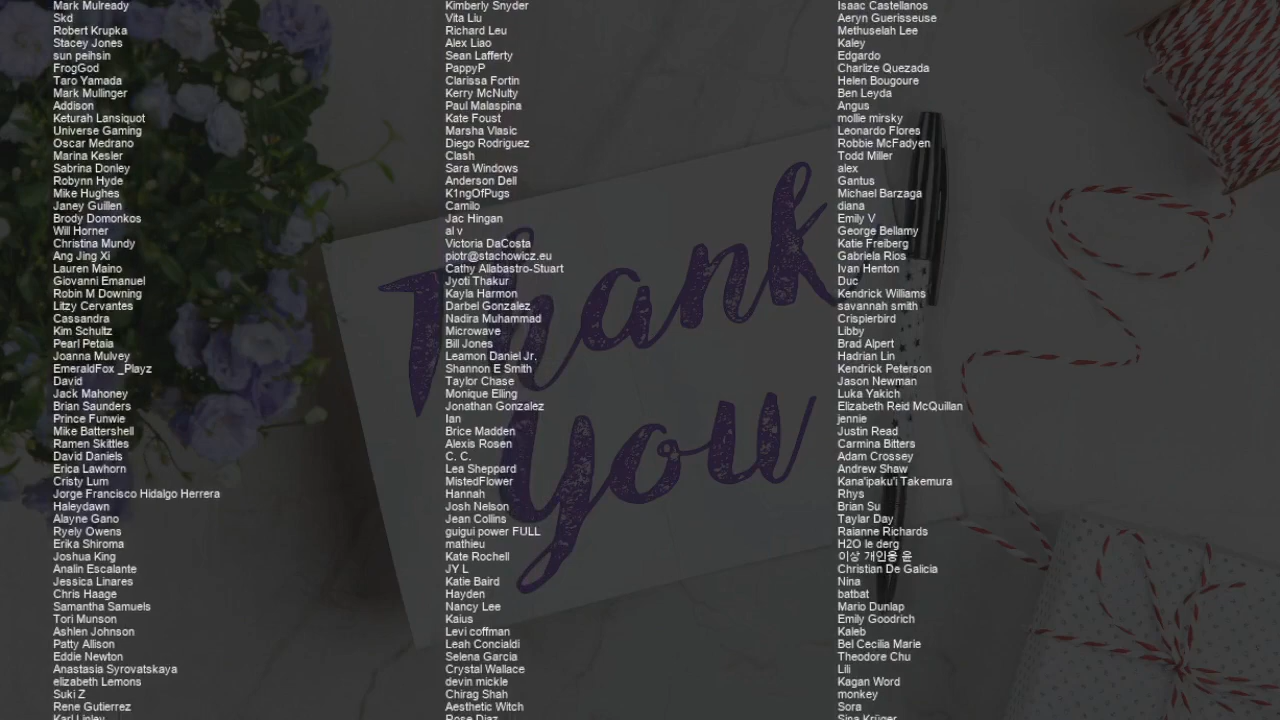 Mark Mulready
Skd
Robert Krupka
Stacey Jones
sun peihsin
FrogGod
Taro Yamada
Mark Mullinger
Addison
Keturah Lansiquot
Universe Gaming
Oscar Medrano
Marina Kesler
Sabrina Donley
Robynn Hyde
Mike Hughes
Janey Guillen
Brody Domonkos
Will Horner
Christina Mundy
Ang Jing Xi
Lauren Maino
Giovanni Emanuel
Robin M Downing
Litzy Cervantes
Cassandra
Kim Schultz
Pearl Petaia
Joanna Mulvey
EmeraldFox _Playz
David
Jack Mahoney
Brian Saunders
Prince Funwie
Mike Battershell
Ramen Skittles
David Daniels
Erica Lawhorn
Cristy Lum
Jorge Francisco Hidalgo Herrera
Haleydawn
Alayne Gano
Ryely Owens
Erika Shiroma
Joshua King
Analin Escalante
Jessica Linares
Chris Haage
Samantha Samuels
Tori Munson
Ashlen Johnson
Patty Allison
Eddie Newton
Anastasia Syrovatskaya
elizabeth Lemons
Suki Z
Rene Gutierrez
Karl Linley
Kimberly Snyder
Vita Liu
Richard Leu
Alex Liao
Sean Lafferty
PappyP
Clarissa Fortin
Kerry McNulty
Paul Malaspina
Kate Foust
Marsha Vlasic
Diego Rodriguez
Clash
Sara Windows
Anderson Dell
K1ngOfPugs
Camilo
Jac Hingan
al v
Victoria DaCosta
piotr@stachowicz.eu
Cathy Allabastro-Stuart
Jyoti Thakur
Kayla Harmon
Darbel Gonzalez
Nadira Muhammad
Microwave
Bill Jones
Leamon Daniel Jr.
Shannon E Smith
Taylor Chase
Monique Elling
Jonathan Gonzalez
Ian
Brice Madden
Alexis Rosen
C. C.
Lea Sheppard
MistedFlower
Hannah
Josh Nelson
Jean Collins
guigui power FULL
mathieu
Kate Rochell
JY L
Katie Baird
Hayden
Nancy Lee
Kaius
Levi coffman
Leah Concialdi
Selena Garcia
Crystal Wallace
devin mickle
Chirag Shah
Aesthetic Witch
Rose Diaz
Isaac Castellanos
Aeryn Guerisseuse
Methuselah Lee
Kaley
Edgardo
Charlize Quezada
Helen Bougoure
Ben Leyda
Angus
mollie mirsky
Leonardo Flores
Robbie McFadyen
Todd Miller
alex
Gantus
Michael Barzaga
diana
Emily V
George Bellamy
Katie Freiberg
Gabriela Rios
Ivan Henton
Duc
Kendrick Williams
savannah smith
Crispierbird
Libby
Brad Alpert
Hadrian Lin
Kendrick Peterson
Jason Newman
Luka Yakich
Elizabeth Reid McQuillan
jennie
Justin Read
Carmina Bitters
Adam Crossey
Andrew Shaw
Kana'ipaku'i Takemura
Rhys
Brian Su
Taylar Day
Raianne Richards
H2O le derg
이상 개인용 윤
Christian De Galicia
Nina
batbat
Mario Dunlap
Emily Goodrich
Kaleb
Bel Cecilia Marie
Theodore Chu
Lili
Kagan Word
monkey
Sora
Sina Krüger
Thank
you